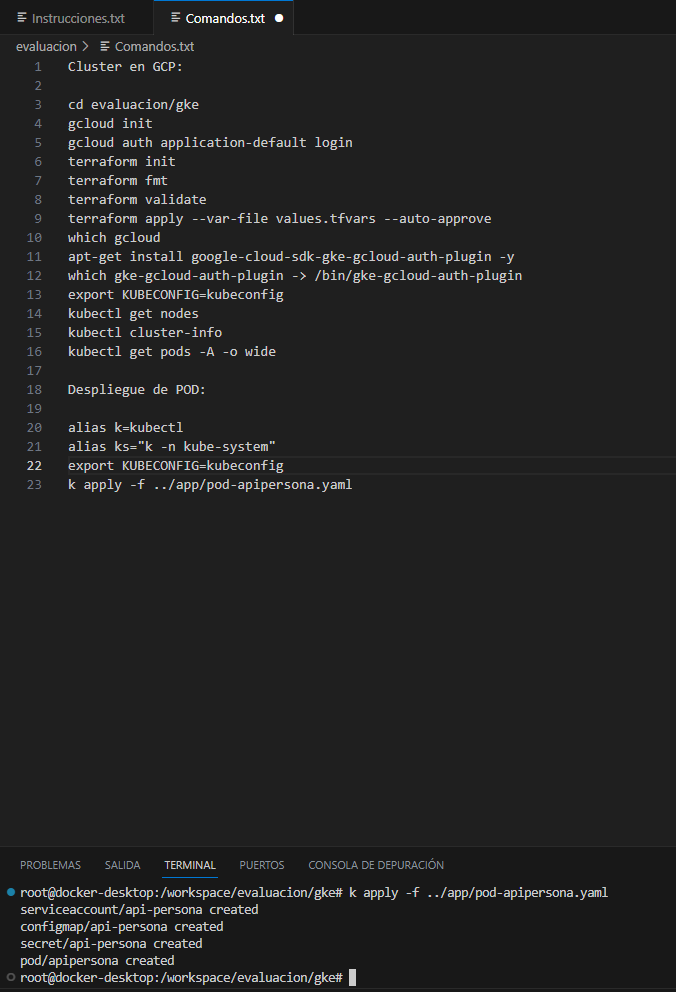 Instrucciones.txt Comandos.txt
evaluacion > Comandos.txt
1 Cluster en GCP:
2
3 cd evaluacion/gke
4 gcloud init
5 gcloud auth application-default login
6 terraform init
7 terraform fmt
8 terraform validate
9 terraform apply --var-file values.tfvars --auto-approve
10 which gcloud
11 apt-get install google-cloud-sdk-gke-gcloud-auth-plugin -y
12 which gke-gcloud-auth-plugin -> /bin/gke-gcloud-auth-plugin
13 export KUBECONFIG=kubeconfig
14 kubectl get nodes
15 kubectl cluster-info
16 kubectl get pods -A -o wide
17
18 Despliegue de POD:
19
20 alias k=kubectl
21 alias ks="k -n kube-system"
22 export KUBECONFIG=kubeconfig
23 k apply -f ../app/pod-apipersona.yaml
PROBLEMAS SALIDA TERMINAL PUERTOS CONSOLA DE DEPURACIÓN
root@docker-desktop:/workspace/evaluacion/gke# k apply -f ../app/pod-apipersona.yaml
serviceaccount/api-persona created
configmap/api-persona created
secret/api-persona created
pod/apipersona created
root@docker-desktop:/workspace/evaluacion/gke#